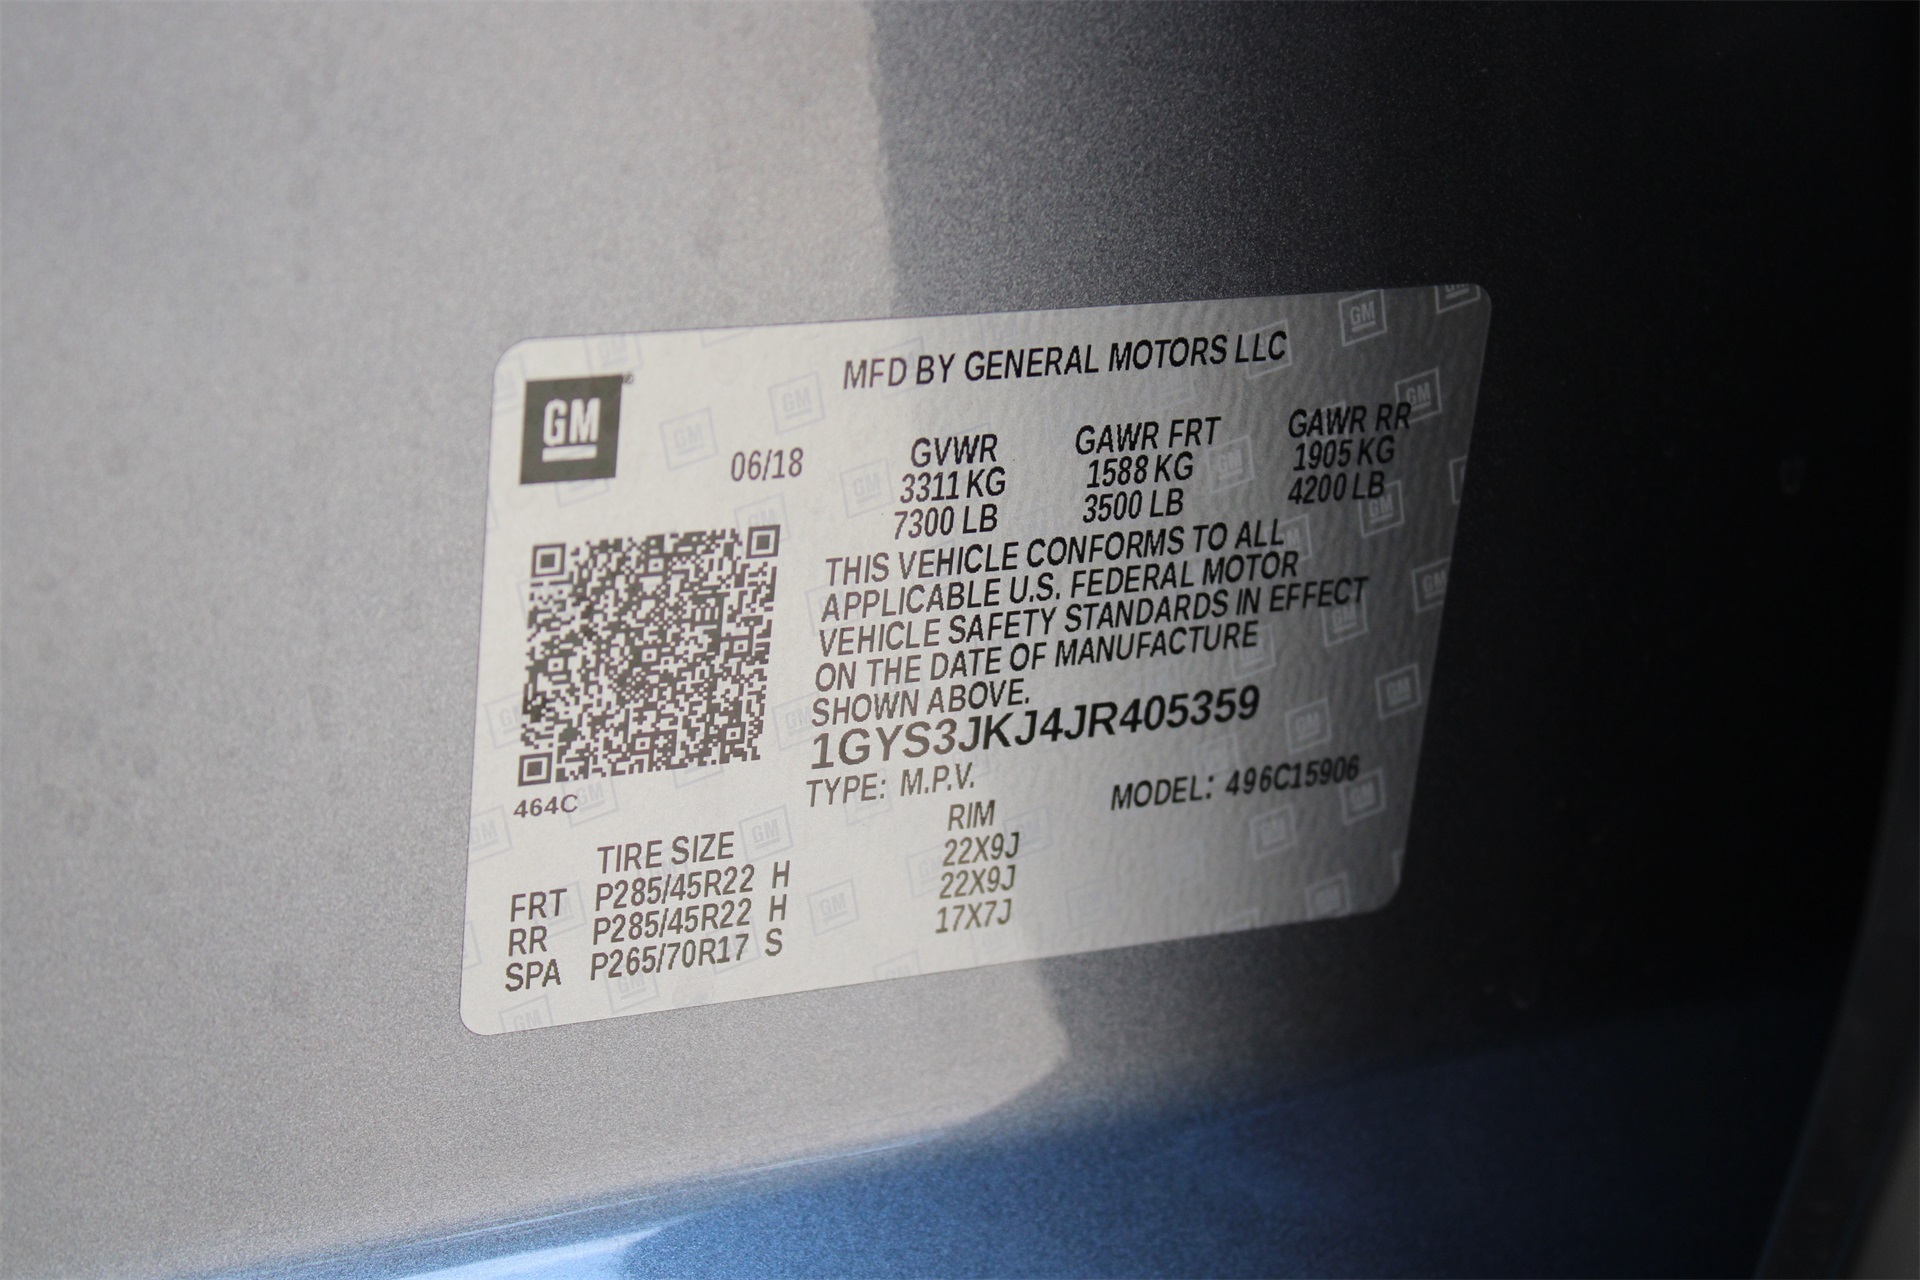 MFD BY GENERAL MOTORS LLC
GM
06/18
GVWR GAWR FRT GAWR RR
3311 KG 1588 KG 1905 KG
7300 LB 3500 LB 4200 LB
THIS VEHICLE CONFORMS TO ALL
APPLICABLE U.S. FEDERAL MOTOR
VEHICLE SAFETY STANDARDS IN EFFECT
ON THE DATE OF MANUFACTURE
SHOWN ABOVE.
1GYS3JKJ4JR405359
TYPE: M.P.V. MODEL: 496C15906
464C
TIRE SIZE RIM
FRT P285/45R22 H 22X9J
RR P285/45R22 H 22X9J
SPA P265/70R17 S 17X7J